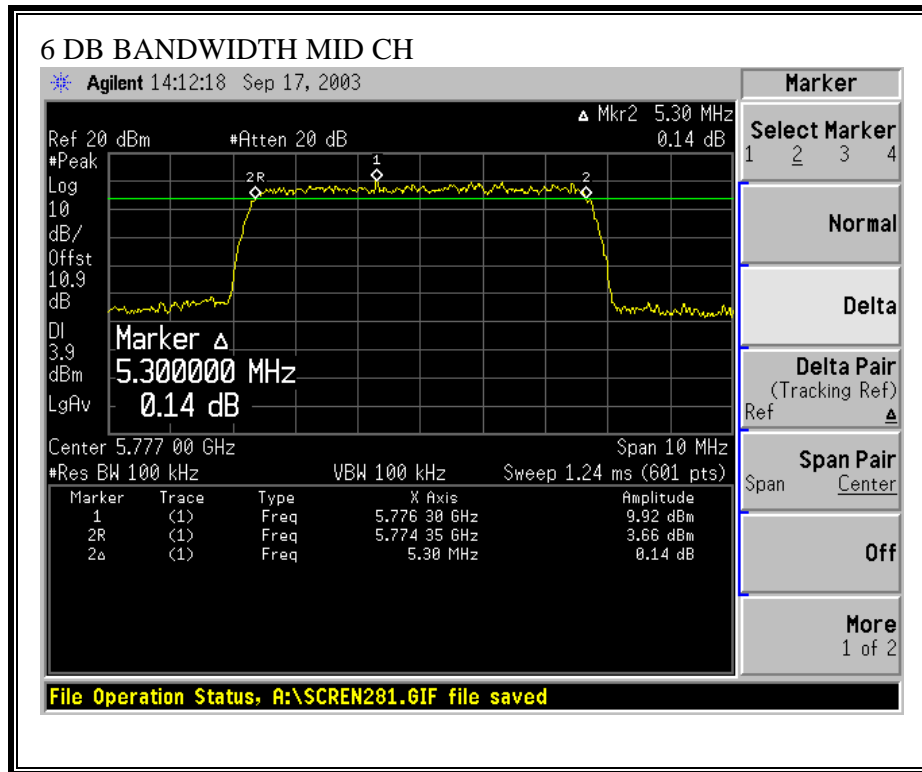 6 DB BANDWIDTH MID CH
Agilent 14:12:18 Sep 17, 2003
Marker
Δ Mkr2 5.30 MHz
Ref 20 dBm #Atten 20 dB 0.14 dB
#Peak
Log
10
dB/
Offst
10.9
dB
DI
3.9
dBm
LgAv
2R
1
2
Marker Δ
5.300000 MHz
0.14 dB
Center 5.777 00 GHz Span 10 MHz
#Res BW 100 kHz VBW 100 kHz Sweep 1.24 ms (601 pts)
Marker Trace Type X Axis Amplitude
1 (1) Freq 5.776 30 GHz 9.92 dBm
2R (1) Freq 5.774 35 GHz 3.66 dBm
2Δ (1) Freq 5.30 MHz 0.14 dB
Select Marker
1 2 3 4
Normal
Delta
Delta Pair
(Tracking Ref)
Ref Δ
Span Pair
Span Center
Off
More
1 of 2
File Operation Status, A:\SCREN281.GIF file saved